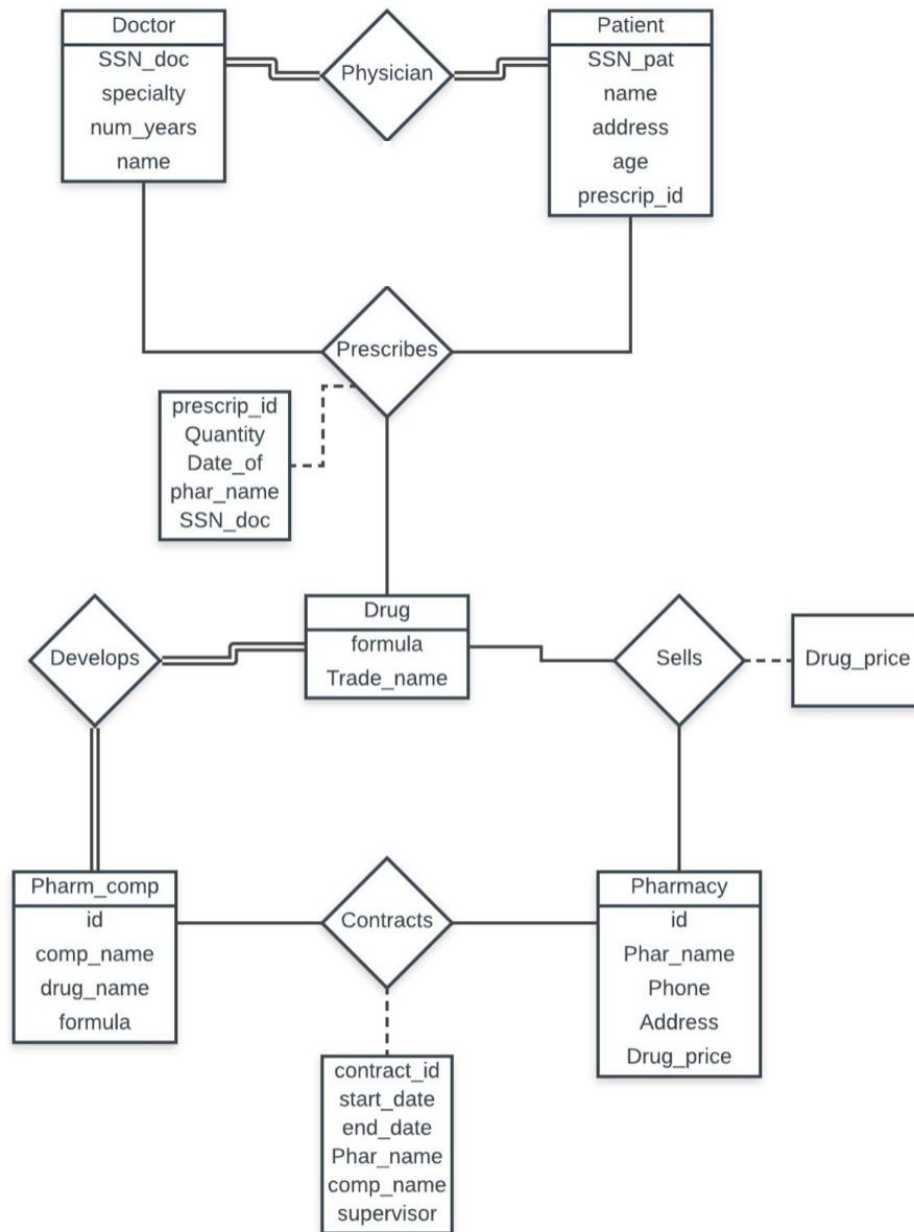 Doctor
SSN_doc
specialty
num_years
name
Physician
Patient
SSN_pat
name
address
age
prescrip_id
Prescribes
prescrip_id
Quantity
Date_of
phar_name
SSN_doc
Drug
formula
Trade_name
Develops
Sells
Drug_price
Pharm_comp
id
comp_name
drug_name
formula
Contracts
Pharmacy
id
Phar_name
Phone
Address
Drug_price
contract_id
start_date
end_date
Phar_name
comp_name
supervisor